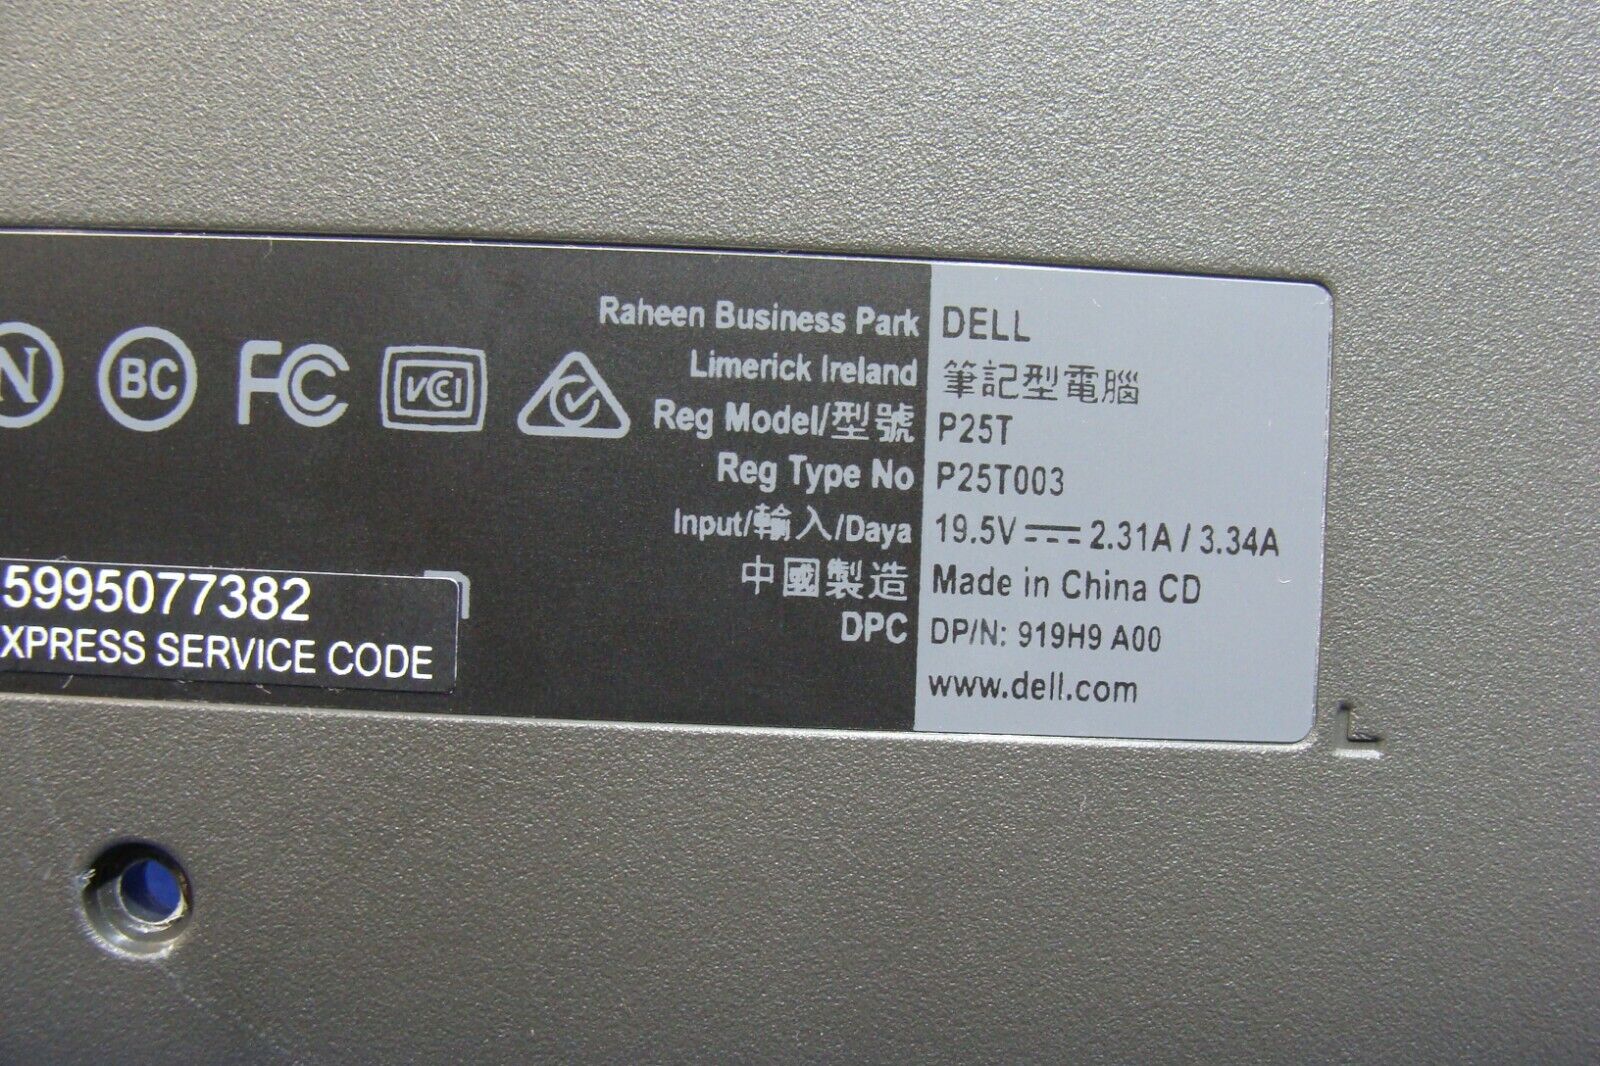 Raheen Business Park DELL
Limerick Ireland 筆記型電腦
Reg Model/型號 P25T
Reg Type No P25T003
Input/輸入/Daya 19.5V 2.31A / 3.34A
中國製造 Made in China CD
DPC DP/N: 919H9 A00
www.dell.com
N BC FC VCI
5995077382
XPRESS SERVICE CODE